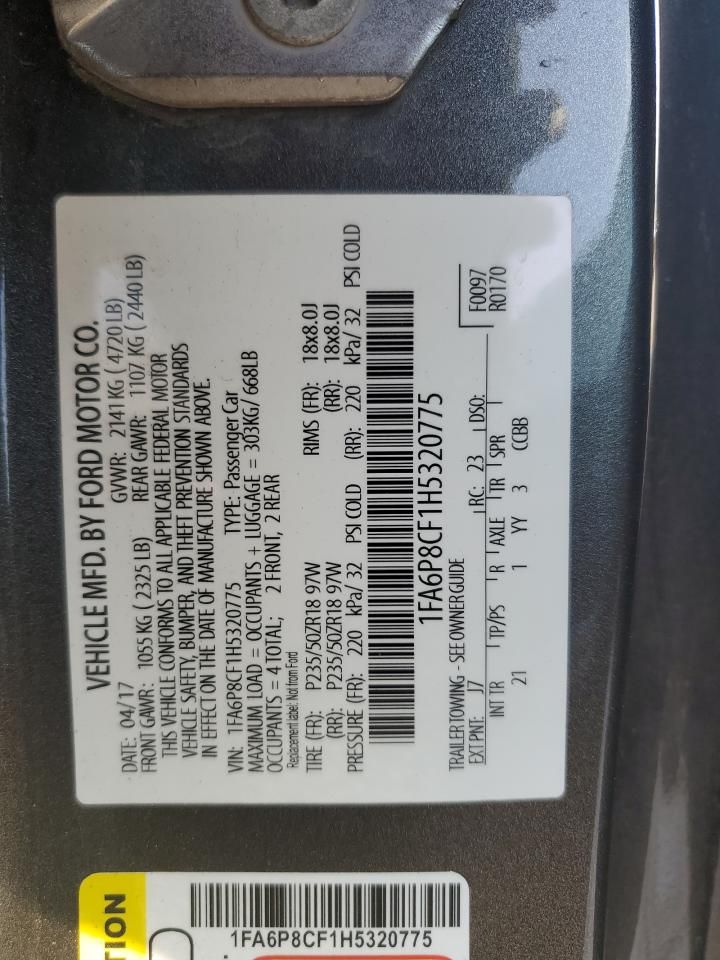 VEHICLE MFD. BY FORD MOTOR CO.
DATE: 04/17 GVWR: 2141 KG ( 4720 LB)
FRONT GAWR: 1055 KG ( 2325 LB) REAR GAWR: 1107 KG ( 2440 LB)
THIS VEHICLE CONFORMS TO ALL APPLICABLE FEDERAL MOTOR
VEHICLE SAFETY, BUMPER, AND THEFT PREVENTION STANDARDS
IN EFFECT ON THE DATE OF MANUFACTURE SHOWN ABOVE.
VIN: 1FA6P8CF1H5320775 TYPE: Passenger Car
MAXIMUM LOAD = OCCUPANTS + LUGGAGE = 303KG/ 668LB
OCCUPANTS = 4 TOTAL; 2 FRONT, 2 REAR
Replacement label: Not from Ford
TIRE (FR): P235/50ZR18 97W RIMS (FR): 18x8.0J
(RR): P235/50ZR18 97W (RR): 18x8.0J
PRESSURE (FR): 220 kPa/ 32 PSI COLD (RR): 220 kPa/ 32 PSI COLD
1FA6P8CF1H5320775
TRAILER TOWING - SEE OWNER GUIDE F0097
EXT PNT: J7 RC: 23 DSO: R0170
INT TR TP/PS R AXLE TR SPR
21 1 YY 3 CCBB
TION
1FA6P8CF1H5320775